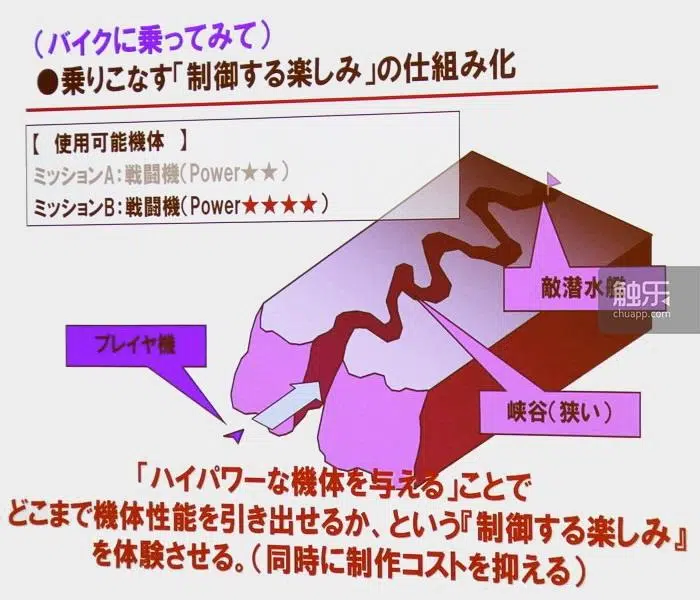 (バイクに乗ってみて)
●乗りこなす「制御する楽しみ」の仕組み化
【 使用可能機体 】
ミッションA:戦闘機(Power★★)
ミッションB:戦闘機(Power★★★★)
敵潜水艦
触乐
chuapp.com
プレイヤ機
峡谷(狭い)
「ハイパワーな機体を与える」ことで
どこまで機体性能を引き出せるか、という『制御する楽しみ』
を体験させる。(同時に制作コストを抑える)